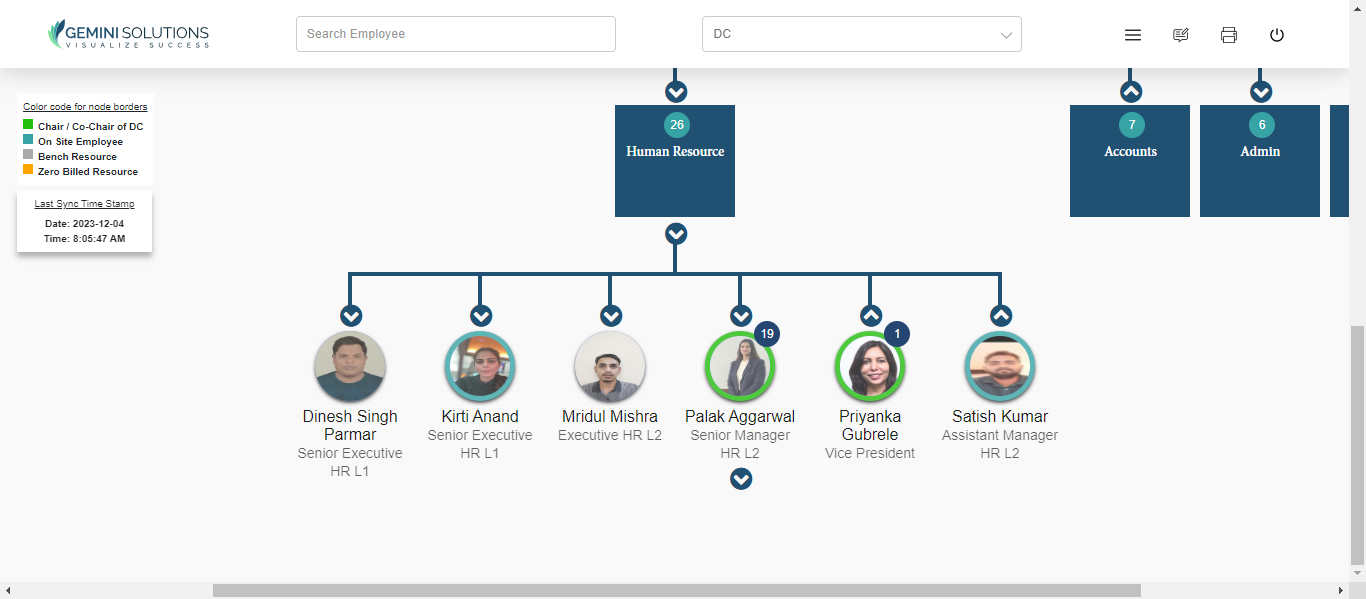 GEMINI SOLUTIONS
VISUALIZE SUCCESS
Search Employee
DC
Color code for node borders
Chair / Co-Chair of DC
On Site Employee
Bench Resource
Zero Billed Resource
Last Sync Time Stamp
Date: 2023-12-04
Time: 8:05:47 AM
26
Human Resource
7
Accounts
6
Admin
19
1
Dinesh Singh
Parmar
Senior Executive
HR L1
Kirti Anand
Senior Executive
HR L1
Mridul Mishra
Executive HR L2
Palak Aggarwal
Senior Manager
HR L2
Priyanka
Gubrele
Vice President
Satish Kumar
Assistant Manager
HR L2